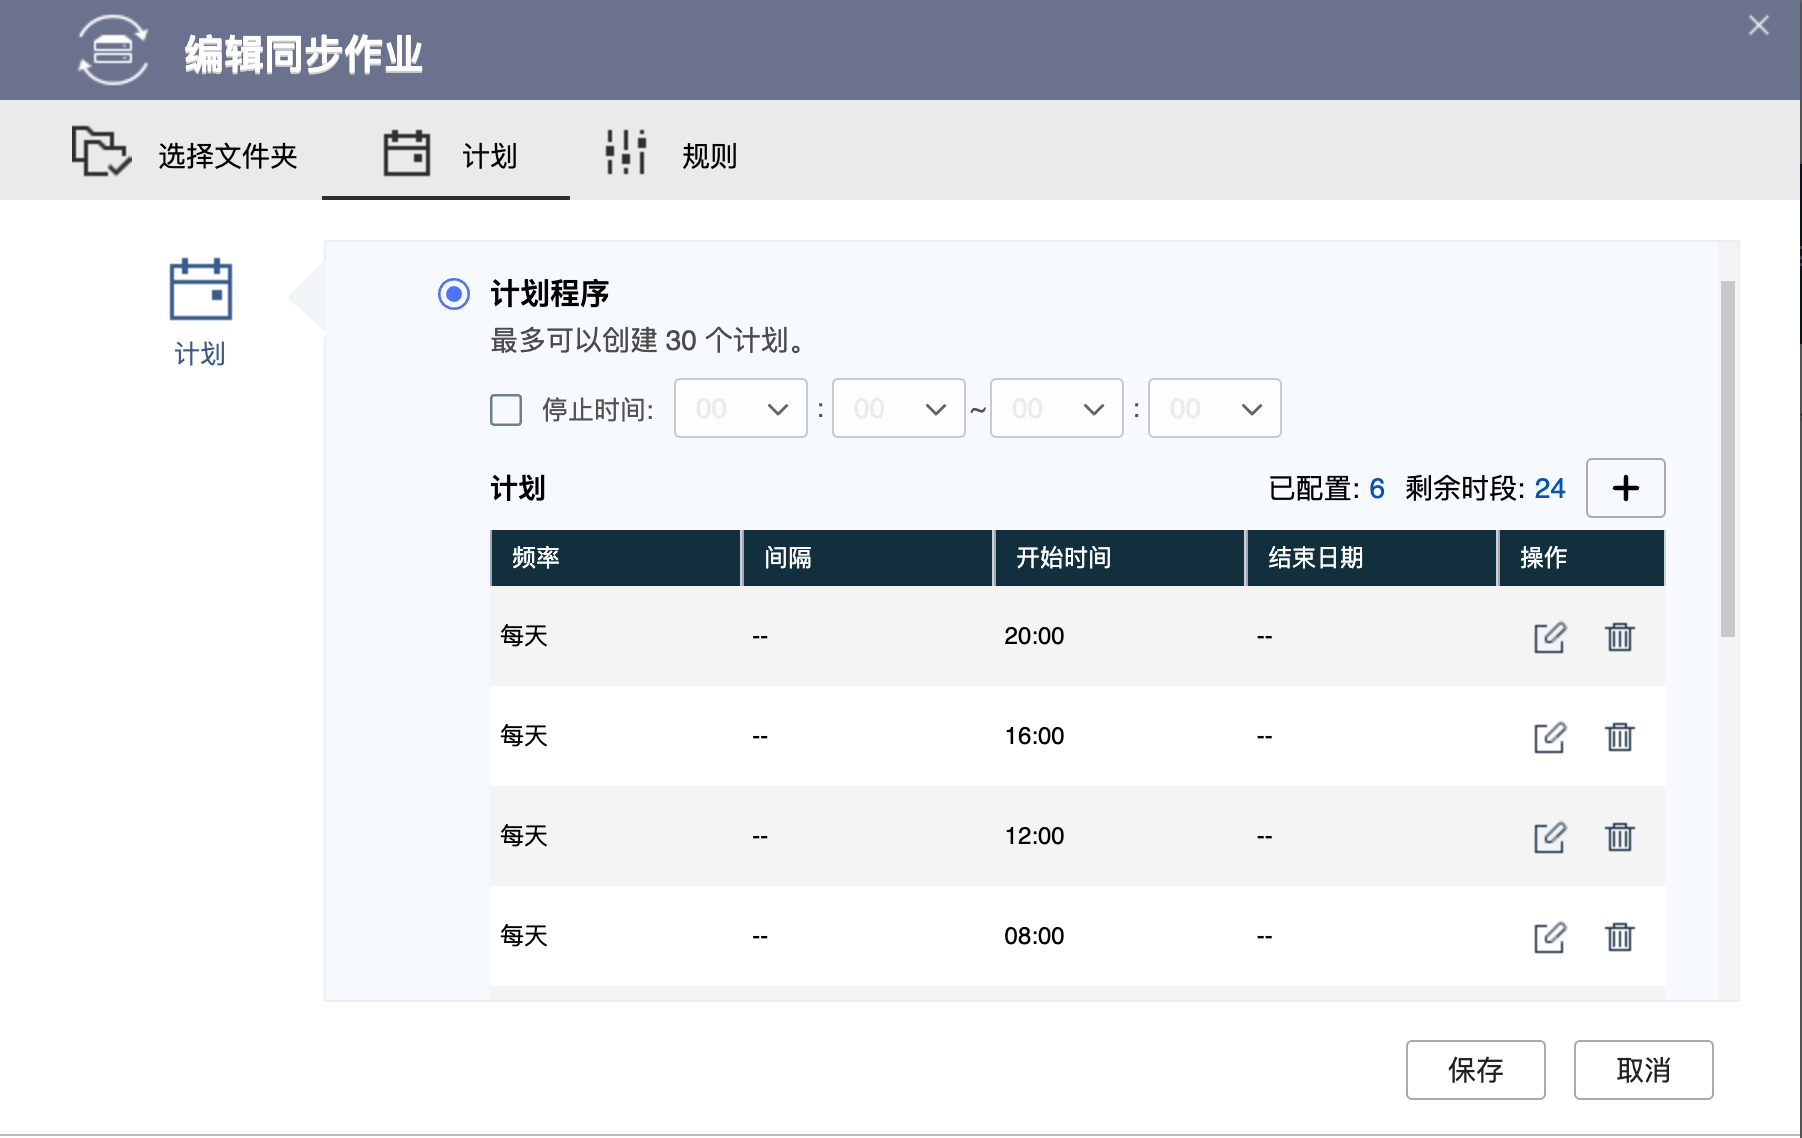 编辑同步作业
选择文件夹 计划 规则
计划
计划程序
最多可以创建 30 个计划。
停止时间: 00 : 00 ~ 00 : 00
计划 已配置: 6 剩余时段: 24
频率 间隔 开始时间 结束日期 操作
每天 -- 20:00 --
每天 -- 16:00 --
每天 -- 12:00 --
每天 -- 08:00 --
保存 取消